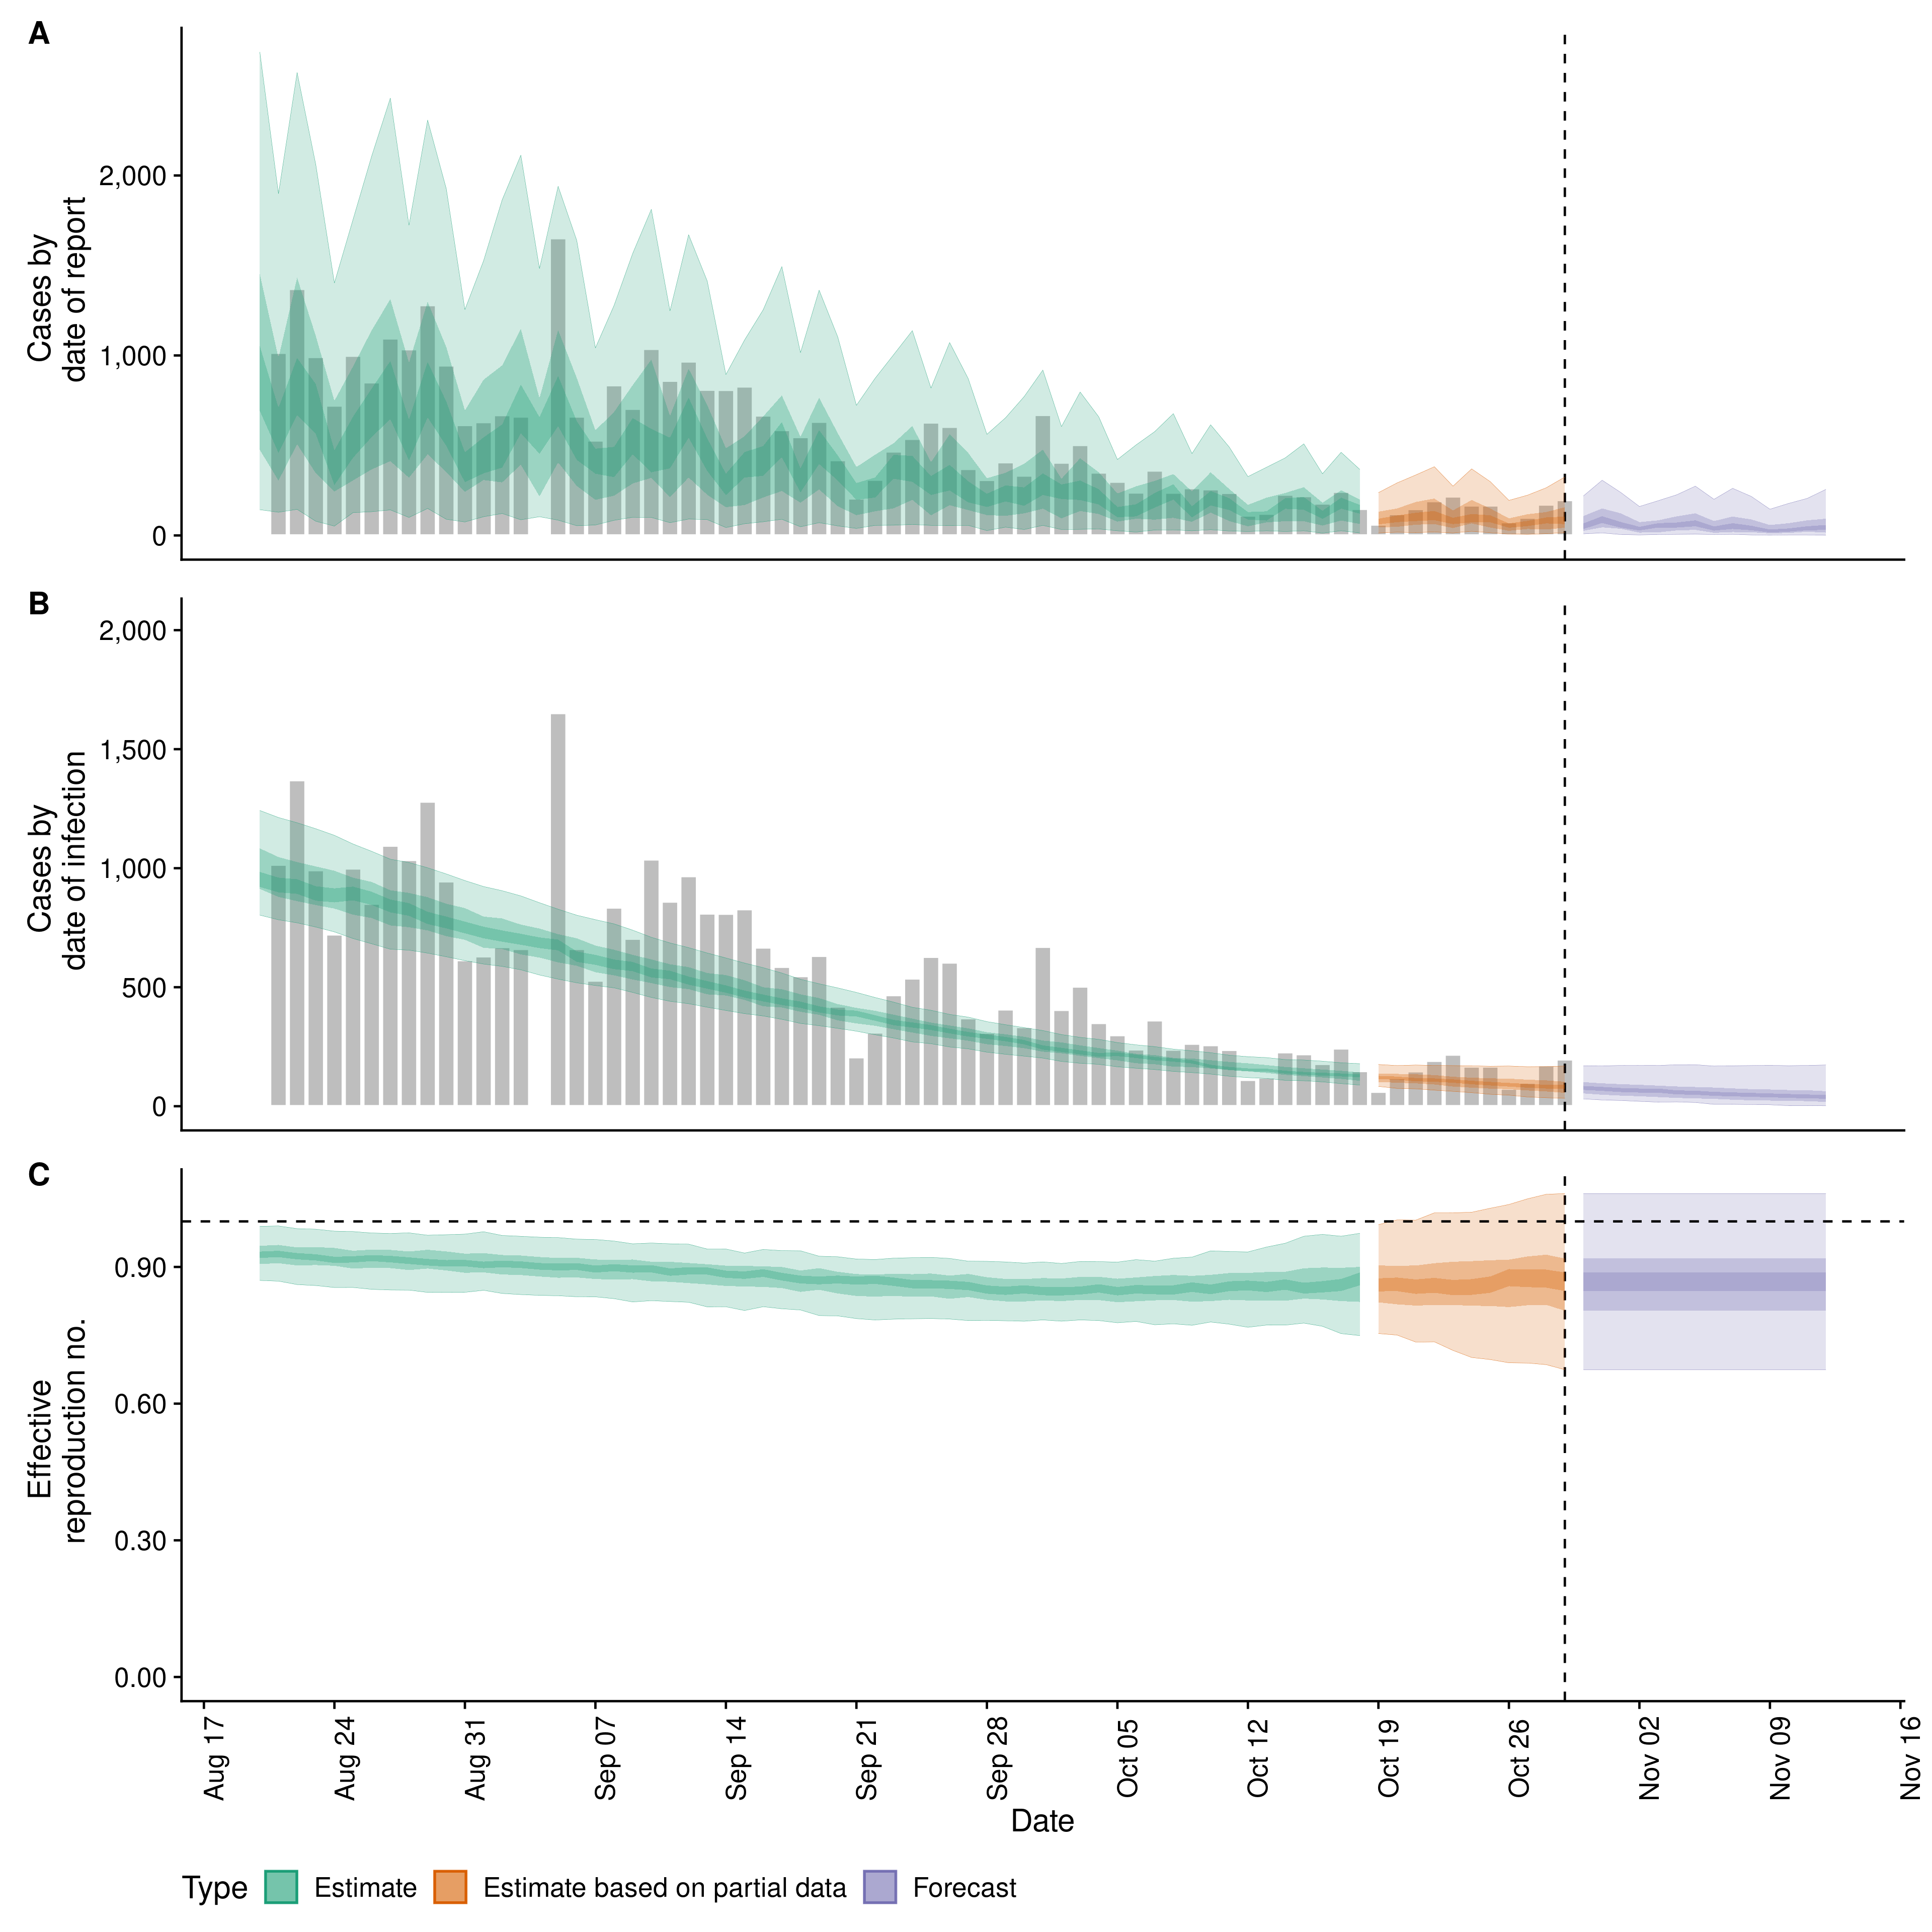 A
Cases by
date of report
2,000
1,000
0
B
Cases by
date of infection
2,000
1,500
1,000
500
0
C
Effective
reproduction no.
0.90
0.60
0.30
0.00
Aug 17
Aug 24
Aug 31
Sep 07
Sep 14
Sep 21
Sep 28
Oct 05
Oct 12
Oct 19
Oct 26
Nov 02
Nov 09
Nov 16
Date
Type Estimate Estimate based on partial data Forecast